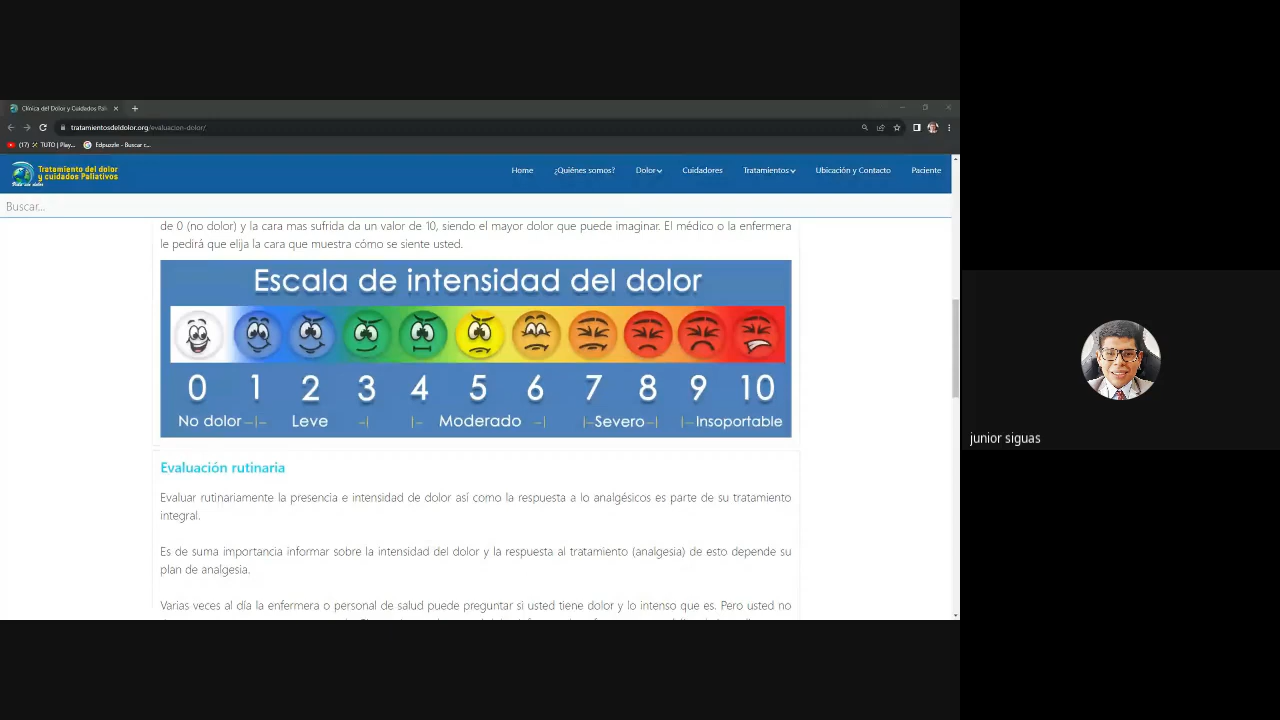 Clínica del Dolor y Cuidados Pali
tratamientosdeldolor.org/evaluacion-dolor/
(17) TUTO | Play...
Edpuzzle - Buscar r...
Tratamiento del dolor
y cuidados Paliativos
Home
¿Quiénes somos?
Dolor
Cuidadores
Tratamientos
Ubicación y Contacto
Paciente
Buscar...
de 0 (no dolor) y la cara mas sufrida da un valor de 10, siendo el mayor dolor que puede imaginar. El médico o la enfermera
le pedirá que elija la cara que muestra cómo se siente usted.
Escala de intensidad del dolor
0 1 2 3 4 5 6 7 8 9 10
No dolor Leve Moderado Severo Insoportable
Evaluación rutinaria
Evaluar rutinariamente la presencia e intensidad de dolor así como la respuesta a lo analgésicos es parte de su tratamiento
integral.
Es de suma importancia informar sobre la intensidad del dolor y la respuesta al tratamiento (analgesia) de esto depende su
plan de analgesia.
Varias veces al día la enfermera o personal de salud puede preguntar si usted tiene dolor y lo intenso que es. Pero usted no
junior siguas